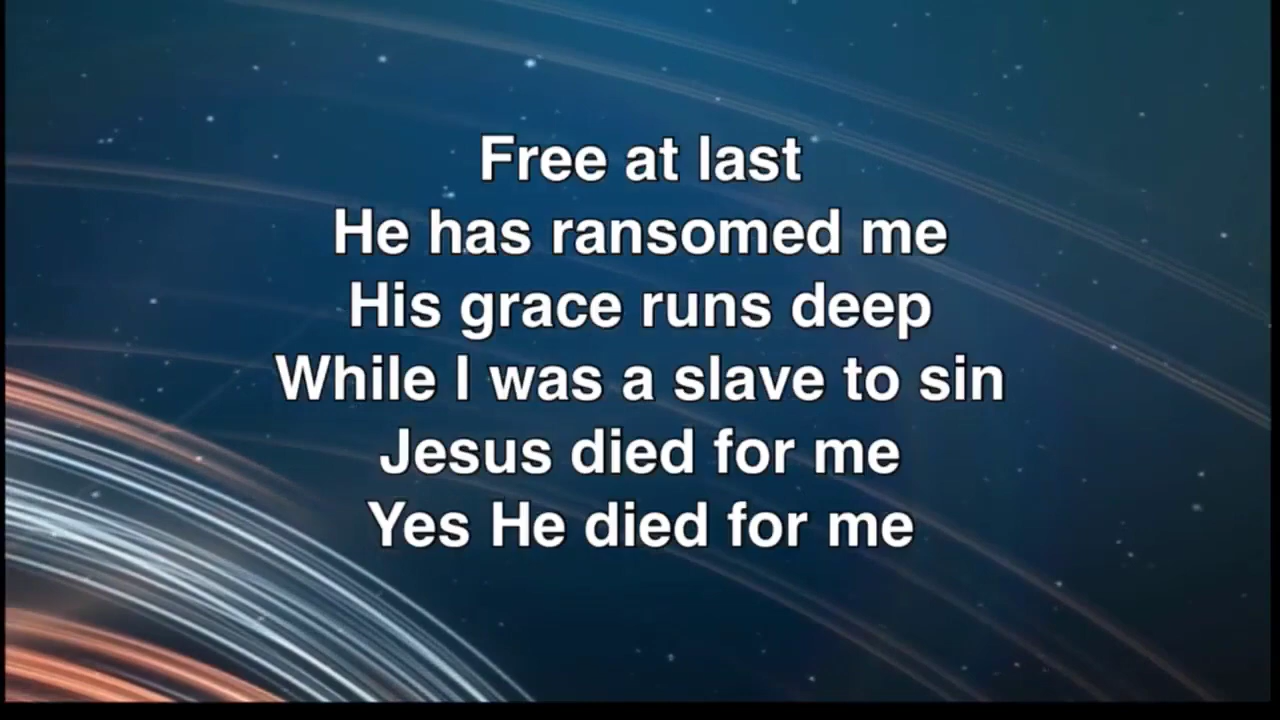 Free at last
He has ransomed me
His grace runs deep
While I was a slave to sin
Jesus died for me
Yes He died for me